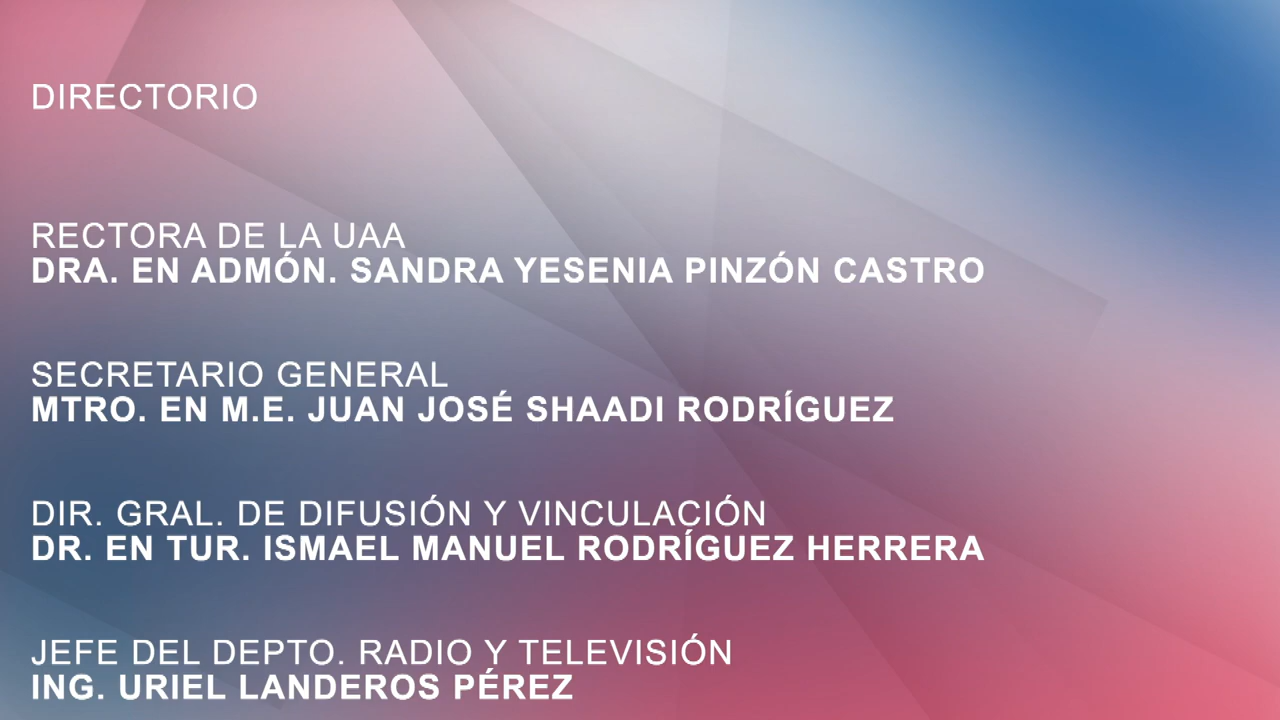 DIRECTORIO
RECTORA DE LA UAA
DRA. EN ADMÓN. SANDRA YESENIA PINZÓN CASTRO
SECRETARIO GENERAL
MTRO. EN M.E. JUAN JOSÉ SHAADI RODRÍGUEZ
DIR. GRAL. DE DIFUSIÓN Y VINCULACIÓN
DR. EN TUR. ISMAEL MANUEL RODRÍGUEZ HERRERA
JEFE DEL DEPTO. RADIO Y TELEVISIÓN
ING. URIEL LANDEROS PÉREZ